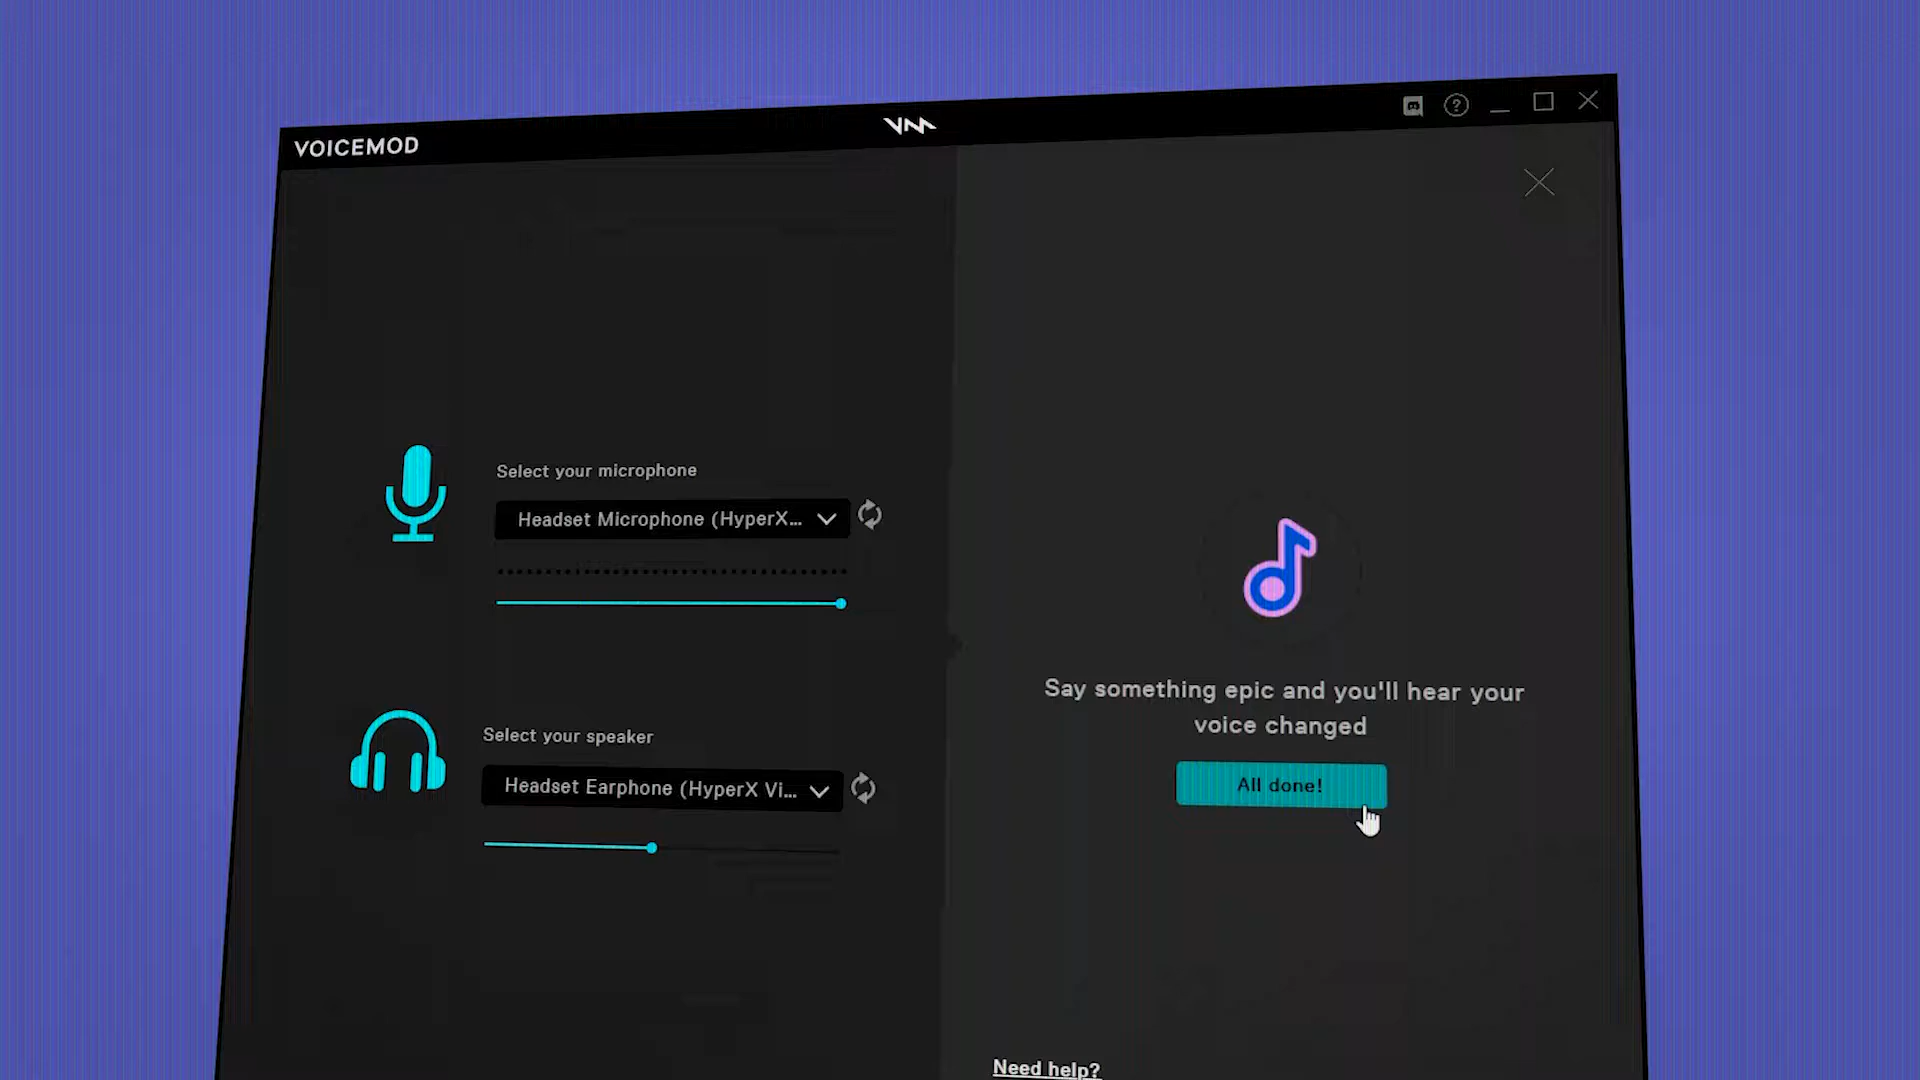 VOICEMOD
Select your microphone
Headset Microphone (HyperX...
Select your speaker
Headset Earphone (HyperX Vi...
Say something epic and you'll hear your
voice changed
All done!
Need help?